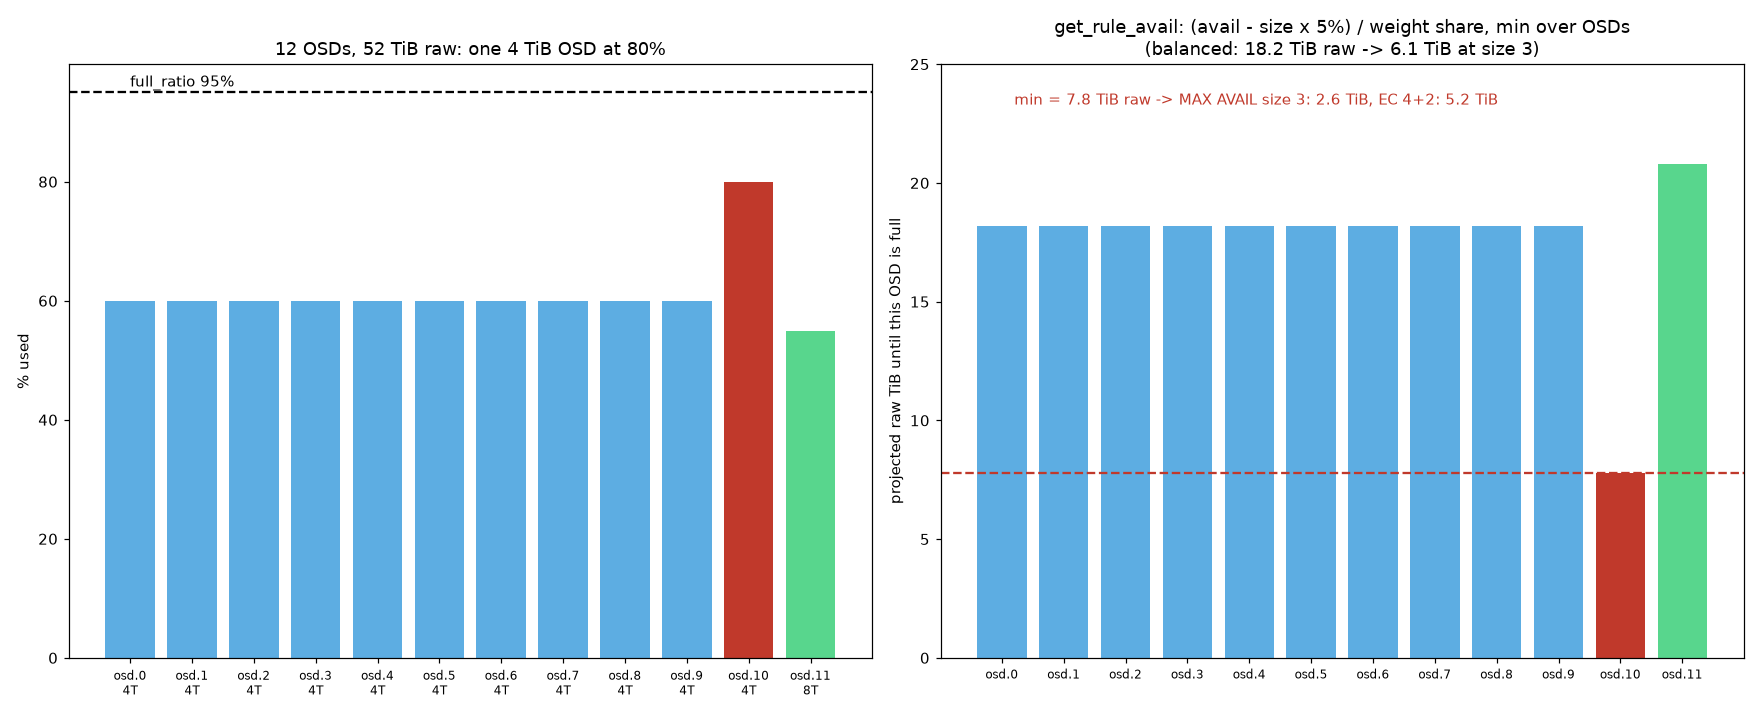 12 OSDs, 52 TiB raw: one 4 TiB OSD at 80%
full_ratio 95%
% used
80
60
40
20
0
osd.0
4T
osd.1
4T
osd.2
4T
osd.3
4T
osd.4
4T
osd.5
4T
osd.6
4T
osd.7
4T
osd.8
4T
osd.9
4T
osd.10
4T
osd.11
8T
get_rule_avail: (avail - size x 5%) / weight share, min over OSDs
(balanced: 18.2 TiB raw -> 6.1 TiB at size 3)
min = 7.8 TiB raw -> MAX AVAIL size 3: 2.6 TiB, EC 4+2: 5.2 TiB
projected raw TiB until this OSD is full
25
20
15
10
5
0
osd.0
osd.1
osd.2
osd.3
osd.4
osd.5
osd.6
osd.7
osd.8
osd.9
osd.10
osd.11